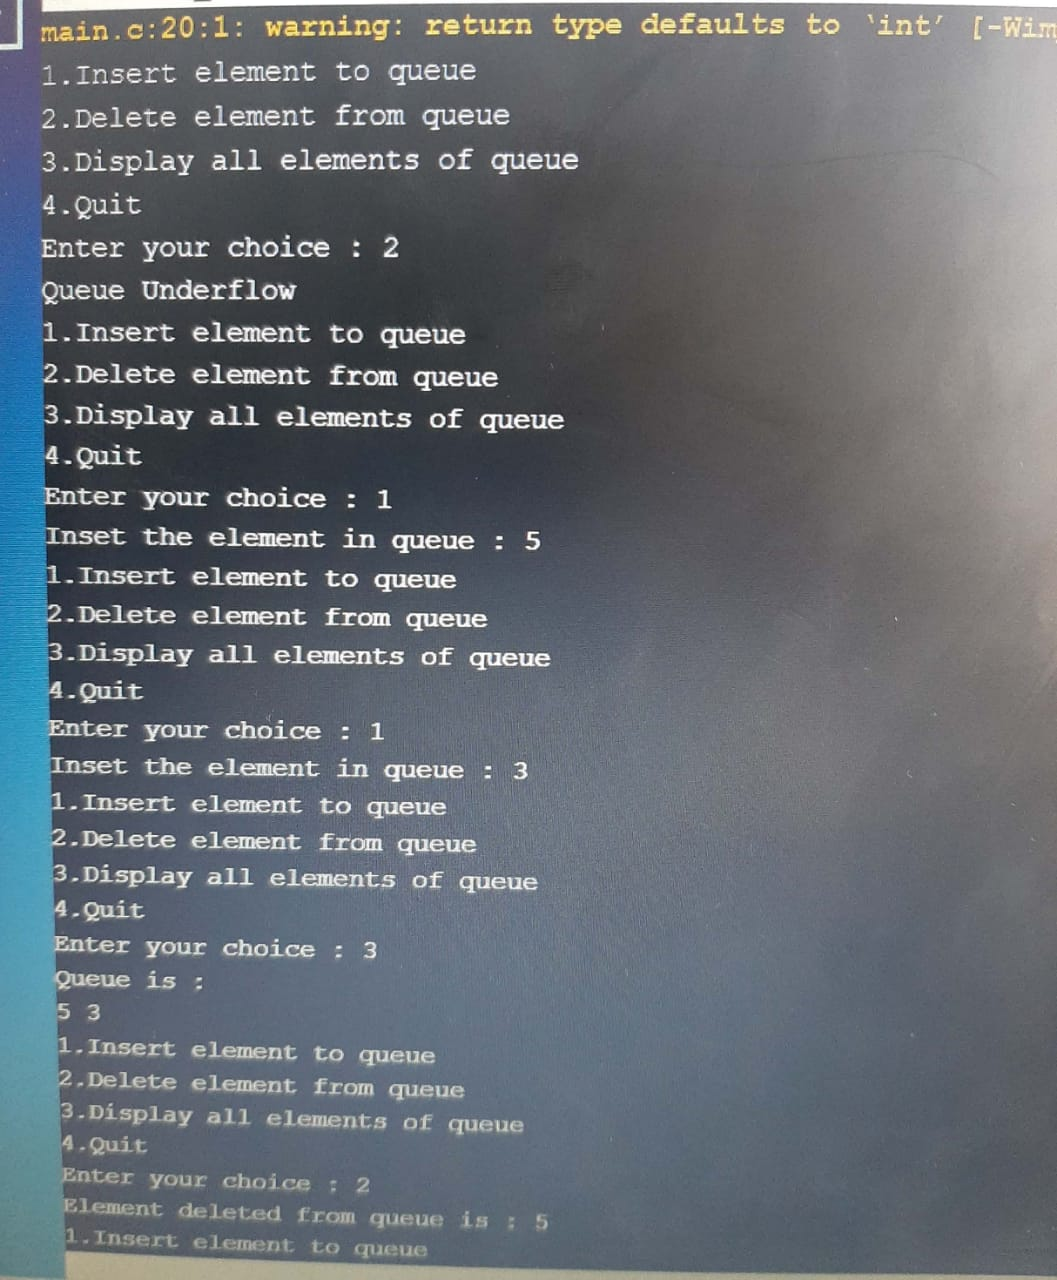 main.c:20:1: warning: return type defaults to ‘int’ [-Wim
1.Insert element to queue
2.Delete element from queue
3.Display all elements of queue
4.Quit
Enter your choice : 2
Queue Underflow
1.Insert element to queue
2.Delete element from queue
3.Display all elements of queue
4.Quit
Enter your choice : 1
Inset the element in queue : 5
1.Insert element to queue
2.Delete element from queue
3.Display all elements of queue
4.Quit
Enter your choice : 1
Inset the element in queue : 3
1.Insert element to queue
2.Delete element from queue
3.Display all elements of queue
4.Quit
Enter your choice : 3
Queue is :
5 3
1.Insert element to queue
2.Delete element from queue
3.Display all elements of queue
4.Quit
Enter your choice : 2
Element deleted from queue is : 5
1.Insert element to queue